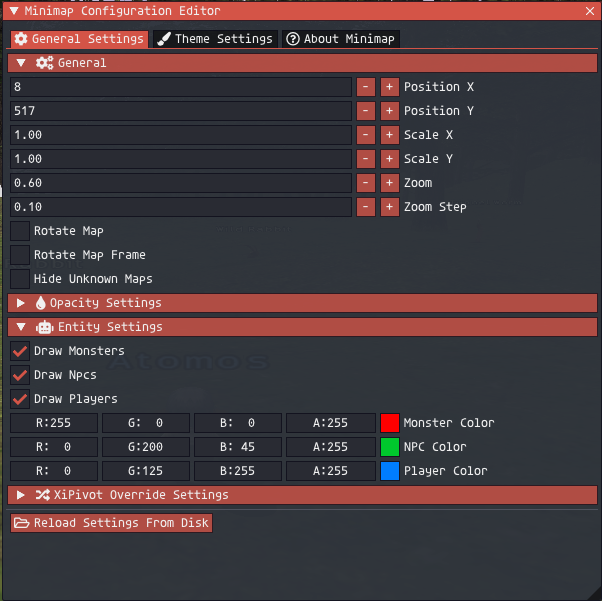 Minimap Configuration Editor
General Settings Theme Settings About Minimap
General
8 - + Position X
517 - + Position Y
1.00 - + Scale X
1.00 - + Scale Y
0.60 - + Zoom
0.10 - + Zoom Step
Rotate Map
Rotate Map Frame
Hide Unknown Maps
Opacity Settings
Entity Settings
Draw Monsters
Atomos
Draw Npcs
Draw Players
R:255 G: 0 B: 0 A:255 Monster Color
R: 0 G:200 B: 45 A:255 NPC Color
R: 0 G:125 B:255 A:255 Player Color
XiPivot Override Settings
Reload Settings From Disk